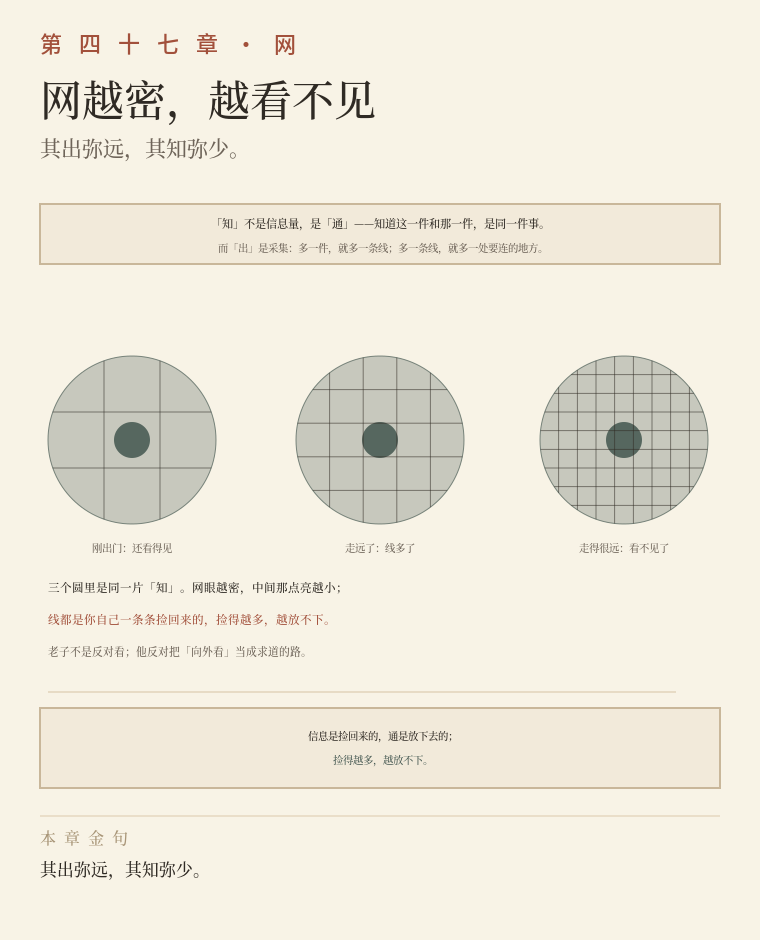 第四十七章·网
网越密，越看不见
其出弥远，其知弥少。
「知」不是信息量，是「通」——知道这一件和那一件，是同一件事。
而「出」是采集：多一件，就多一条线；多一条线，就多一处要连的地方。
刚出门：还看得见
走远了：线多了
走得很远：看不见了
三个圆里是同一片「知」。网眼越密，中间那点亮越小；
线都是你自己一条条捡回来的，捡得越多，越放不下。
老子不是反对看；他反对把「向外看」当成求道的路。
信息是捡回来的，通是放下去的；
捡得越多，越放不下。
本章金句
其出弥远，其知弥少。